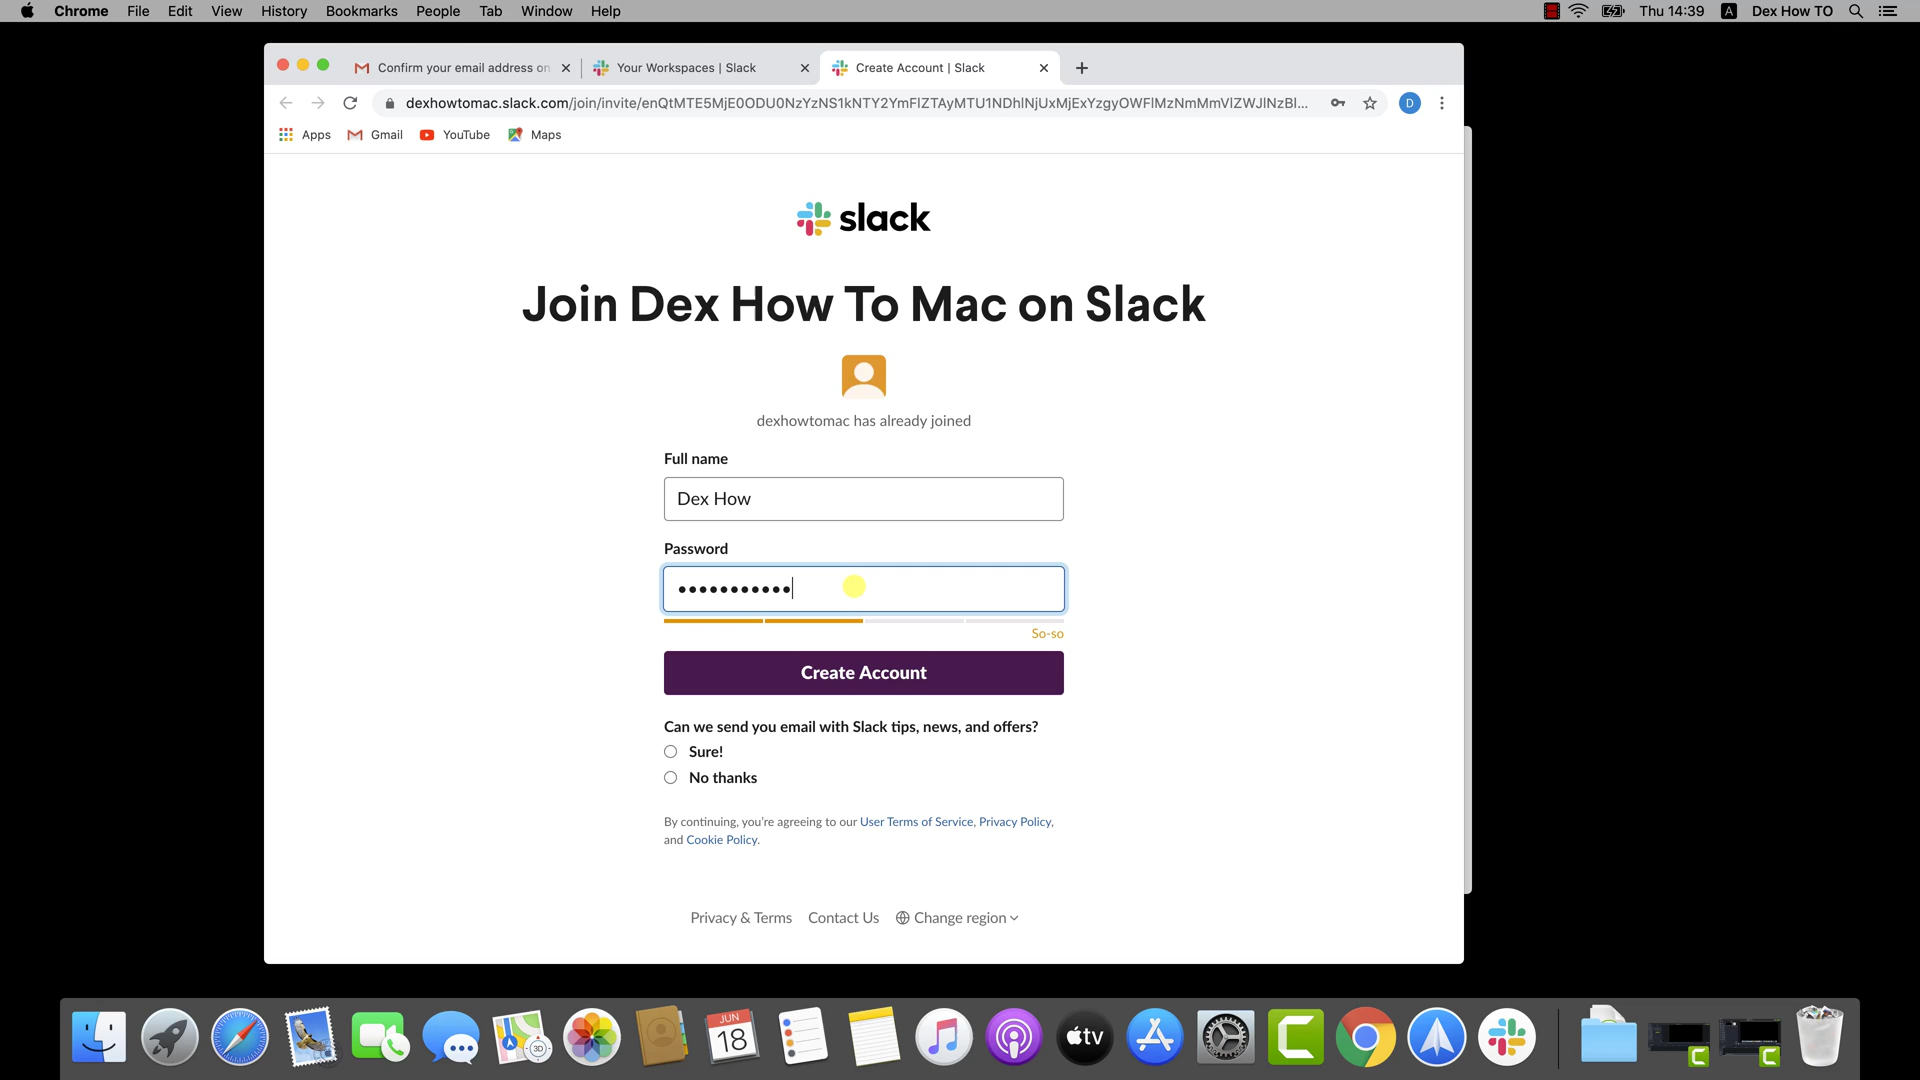 Chrome File Edit View History Bookmarks People Tab Window Help Thu 14:39 A Dex How TO
Confirm your email address on Your Workspaces | Slack Create Account | Slack
dexhowtomac.slack.com/join/invite/
D
Apps Gmail YouTube Maps
slack
Join Dex How To Mac on Slack
dexhowtomac has already joined
Full name
Dex How
Password
•••••••••••
So-so
Create Account
Can we send you email with Slack tips, news, and offers?
Sure!
No thanks
By continuing, you're agreeing to our User Terms of Service, Privacy Policy,
and Cookie Policy.
Privacy & Terms Contact Us Change region
JUN
18
3D
tv